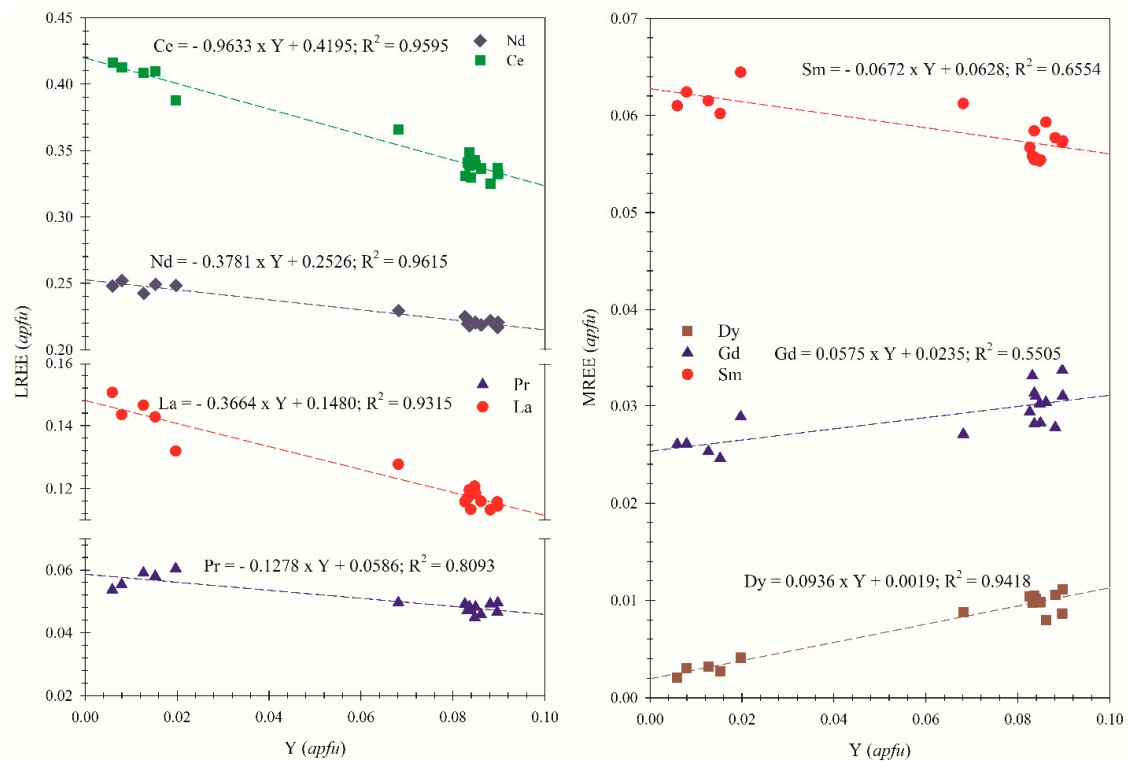 0.45
Ce = - 0.9633 x Y + 0.4195; R² = 0.9595
Nd
Ce
0.40
0.35
0.30
Nd = - 0.3781 x Y + 0.2526; R² = 0.9615
0.25
0.20
LREE (apfu)
0.16
Pr
La
La = - 0.3664 x Y + 0.1480; R² = 0.9315
0.14
0.12
Pr = - 0.1278 x Y + 0.0586; R² = 0.8093
0.06
0.04
0.02
0.00 0.02 0.04 0.06 0.08 0.10
Y (apfu)
0.07
Sm = - 0.0672 x Y + 0.0628; R² = 0.6554
0.06
0.05
0.04
MREE (apfu)
Dy
Gd
Sm
Gd = 0.0575 x Y + 0.0235; R² = 0.5505
0.03
0.02
Dy = 0.0936 x Y + 0.0019; R² = 0.9418
0.01
0.00
0.00 0.02 0.04 0.06 0.08 0.10
Y (apfu)